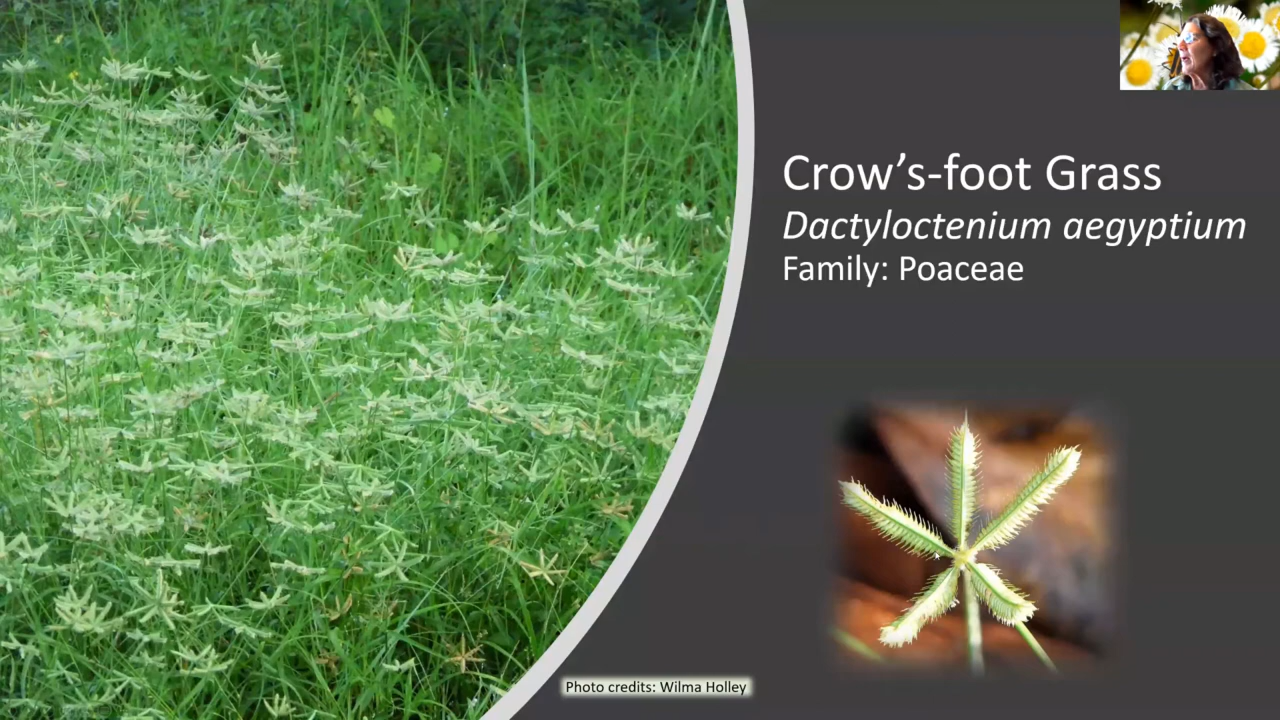 Crow's-foot Grass
Dactyloctenium aegyptium
Family: Poaceae
Photo credits: Wilma Holley